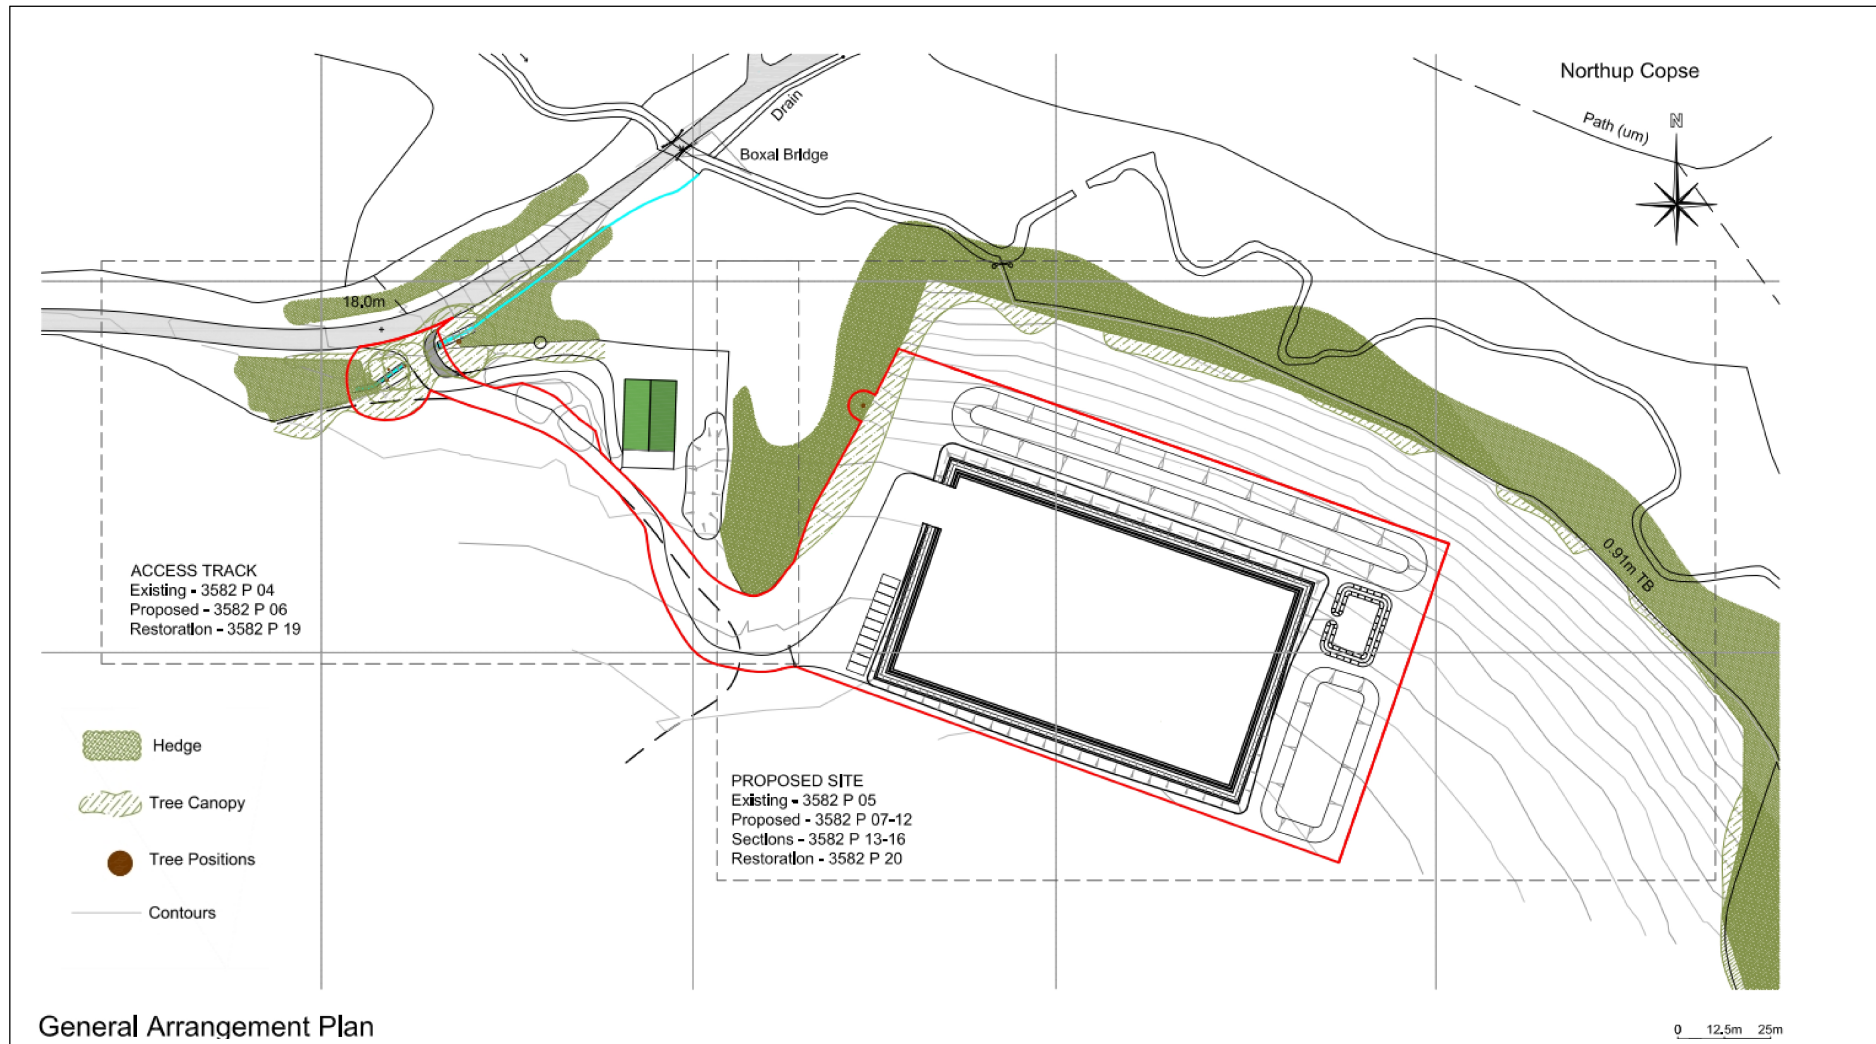 Northup Copse
Path (um)
N
Drain
Boxal Bridge
18.0m
0.91m TB
ACCESS TRACK
Existing - 3582 P 04
Proposed - 3582 P 06
Restoration - 3582 P 19
PROPOSED SITE
Existing - 3582 P 05
Proposed - 3582 P 07-12
Sections - 3582 P 13-16
Restoration - 3582 P 20
Hedge
Tree Canopy
Tree Positions
Contours
General Arrangement Plan
0 12.5m 25m